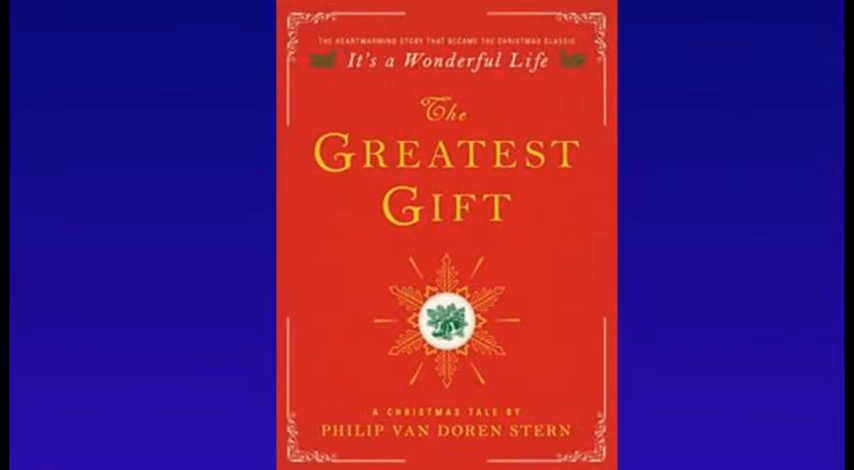 THE HEARTWARMING STORY THAT BECAME THE CHRISTMAS CLASSIC
It's a Wonderful Life
The
GREATEST
GIFT
A CHRISTMAS TALE BY
PHILIP VAN DOREN STERN